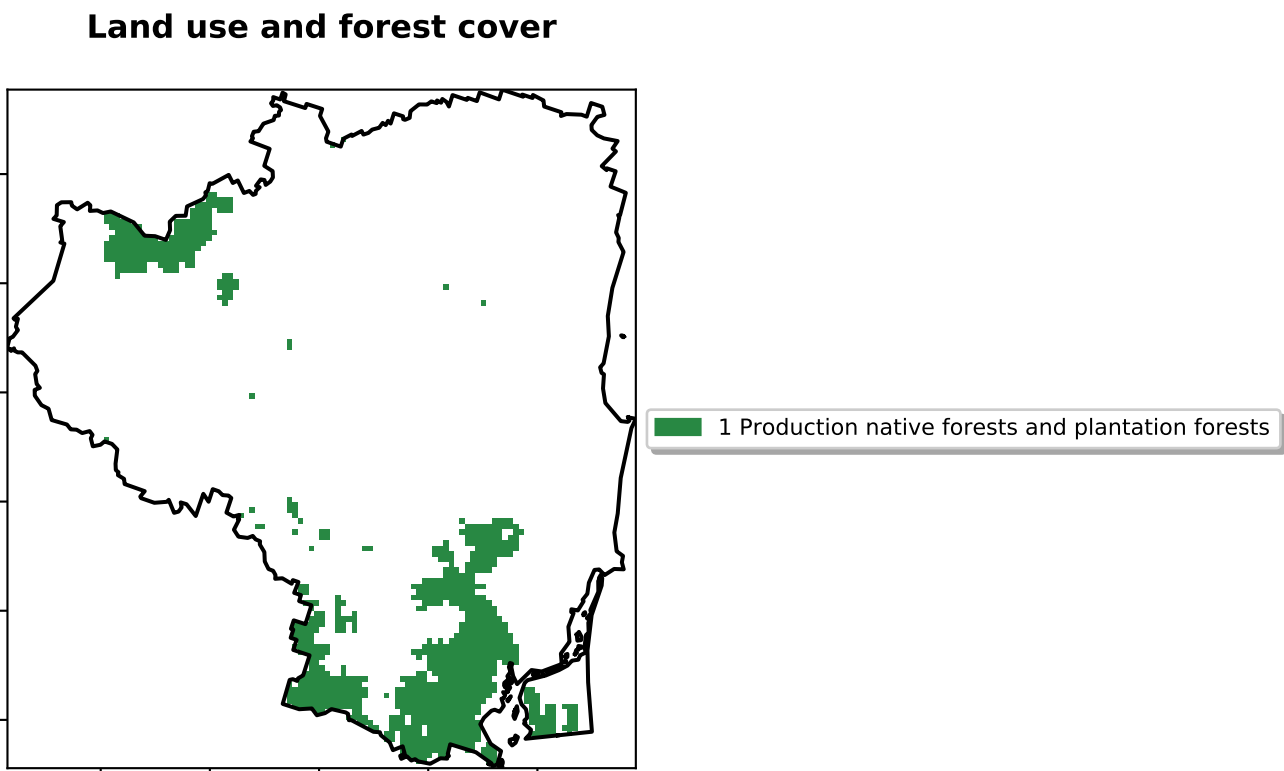 Land use and forest cover
1 Production native forests and plantation forests